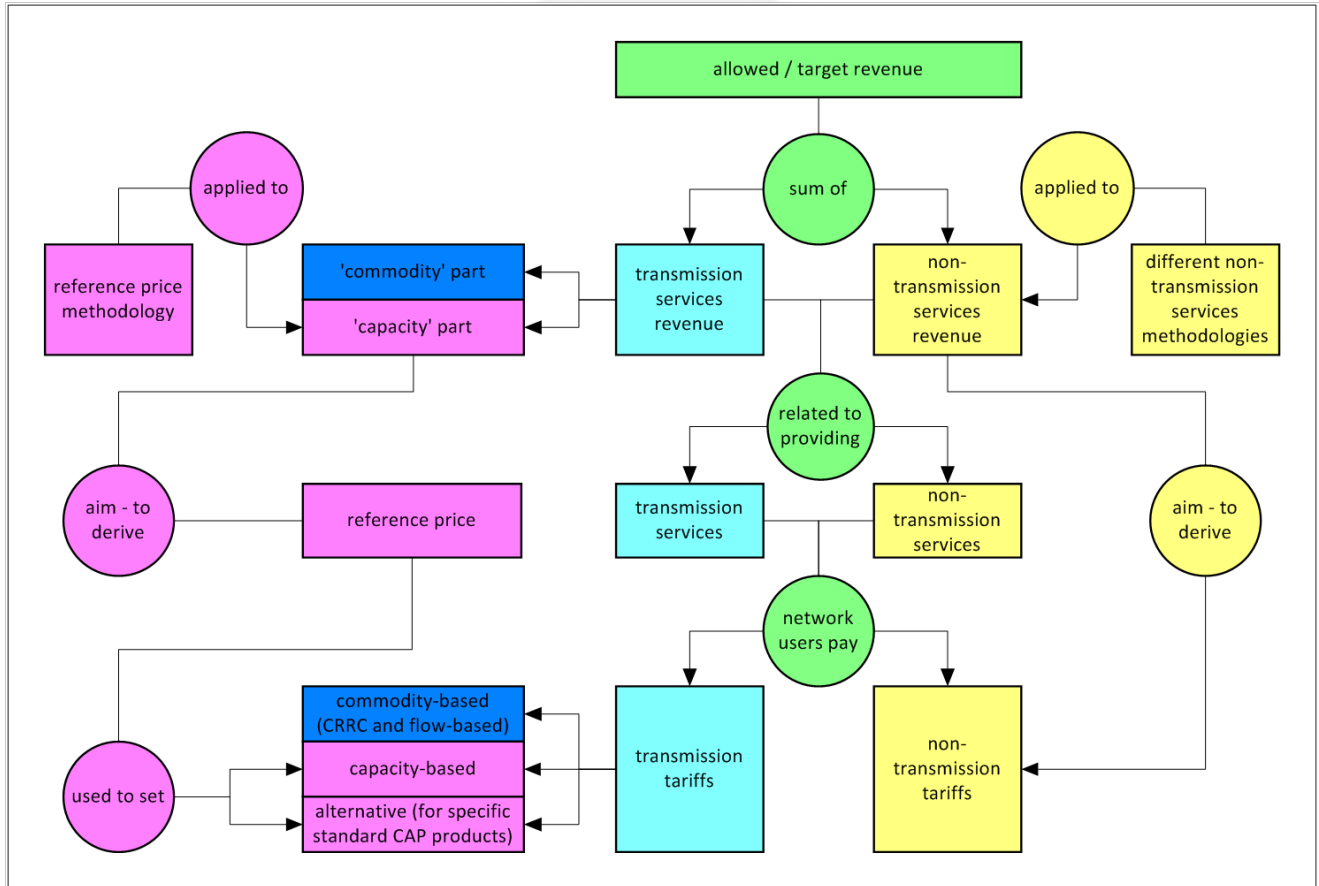 allowed / target revenue
applied to
sum of
applied to
reference price
methodology
'commodity' part
'capacity' part
transmission
services
revenue
non-
transmission
services
revenue
different non-
transmission
services
methodologies
related to
providing
aim - to
derive
reference price
transmission
services
non-
transmission
services
aim - to
derive
network
users pay
used to set
commodity-based
(CRRC and flow-based)
capacity-based
alternative (for specific
standard CAP products)
transmission
tariffs
non-
transmission
tariffs